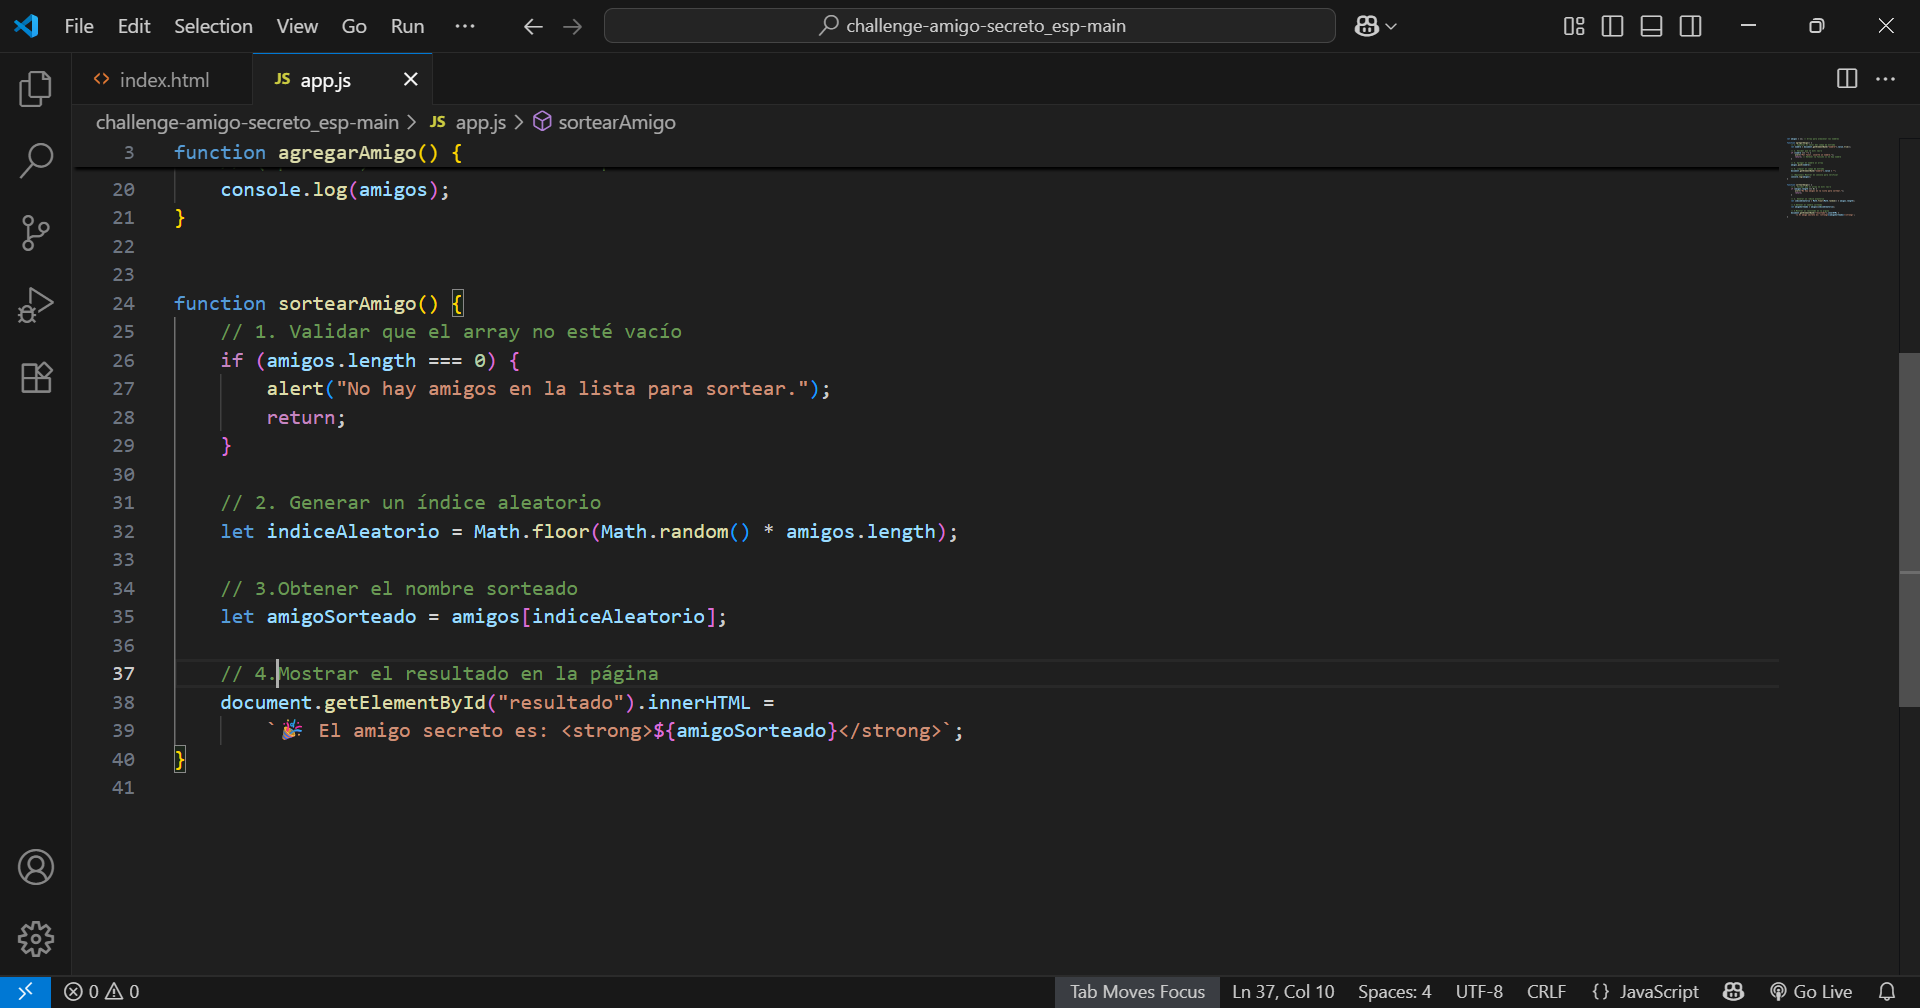 File Edit Selection View Go Run ··· challenge-amigo-secreto_esp-main
index.html JS app.js
challenge-amigo-secreto_esp-main > JS app.js > sortearAmigo
3 function agregarAmigo() {
20 console.log(amigos);
21 }
22
23
24 function sortearAmigo() {
25 // 1. Validar que el array no esté vacío
26 if (amigos.length === 0) {
27 alert("No hay amigos en la lista para sortear.");
28 return;
29 }
30
31 // 2. Generar un índice aleatorio
32 let indiceAleatorio = Math.floor(Math.random() * amigos.length);
33
34 // 3.Obtener el nombre sorteado
35 let amigoSorteado = amigos[indiceAleatorio];
36
37 // 4.Mostrar el resultado en la página
38 document.getElementById("resultado").innerHTML =
39 `🎉 El amigo secreto es: <strong>${amigoSorteado}</strong>`;
40 }
41
0 0 Tab Moves Focus Ln 37, Col 10 Spaces: 4 UTF-8 CRLF {} JavaScript Go Live